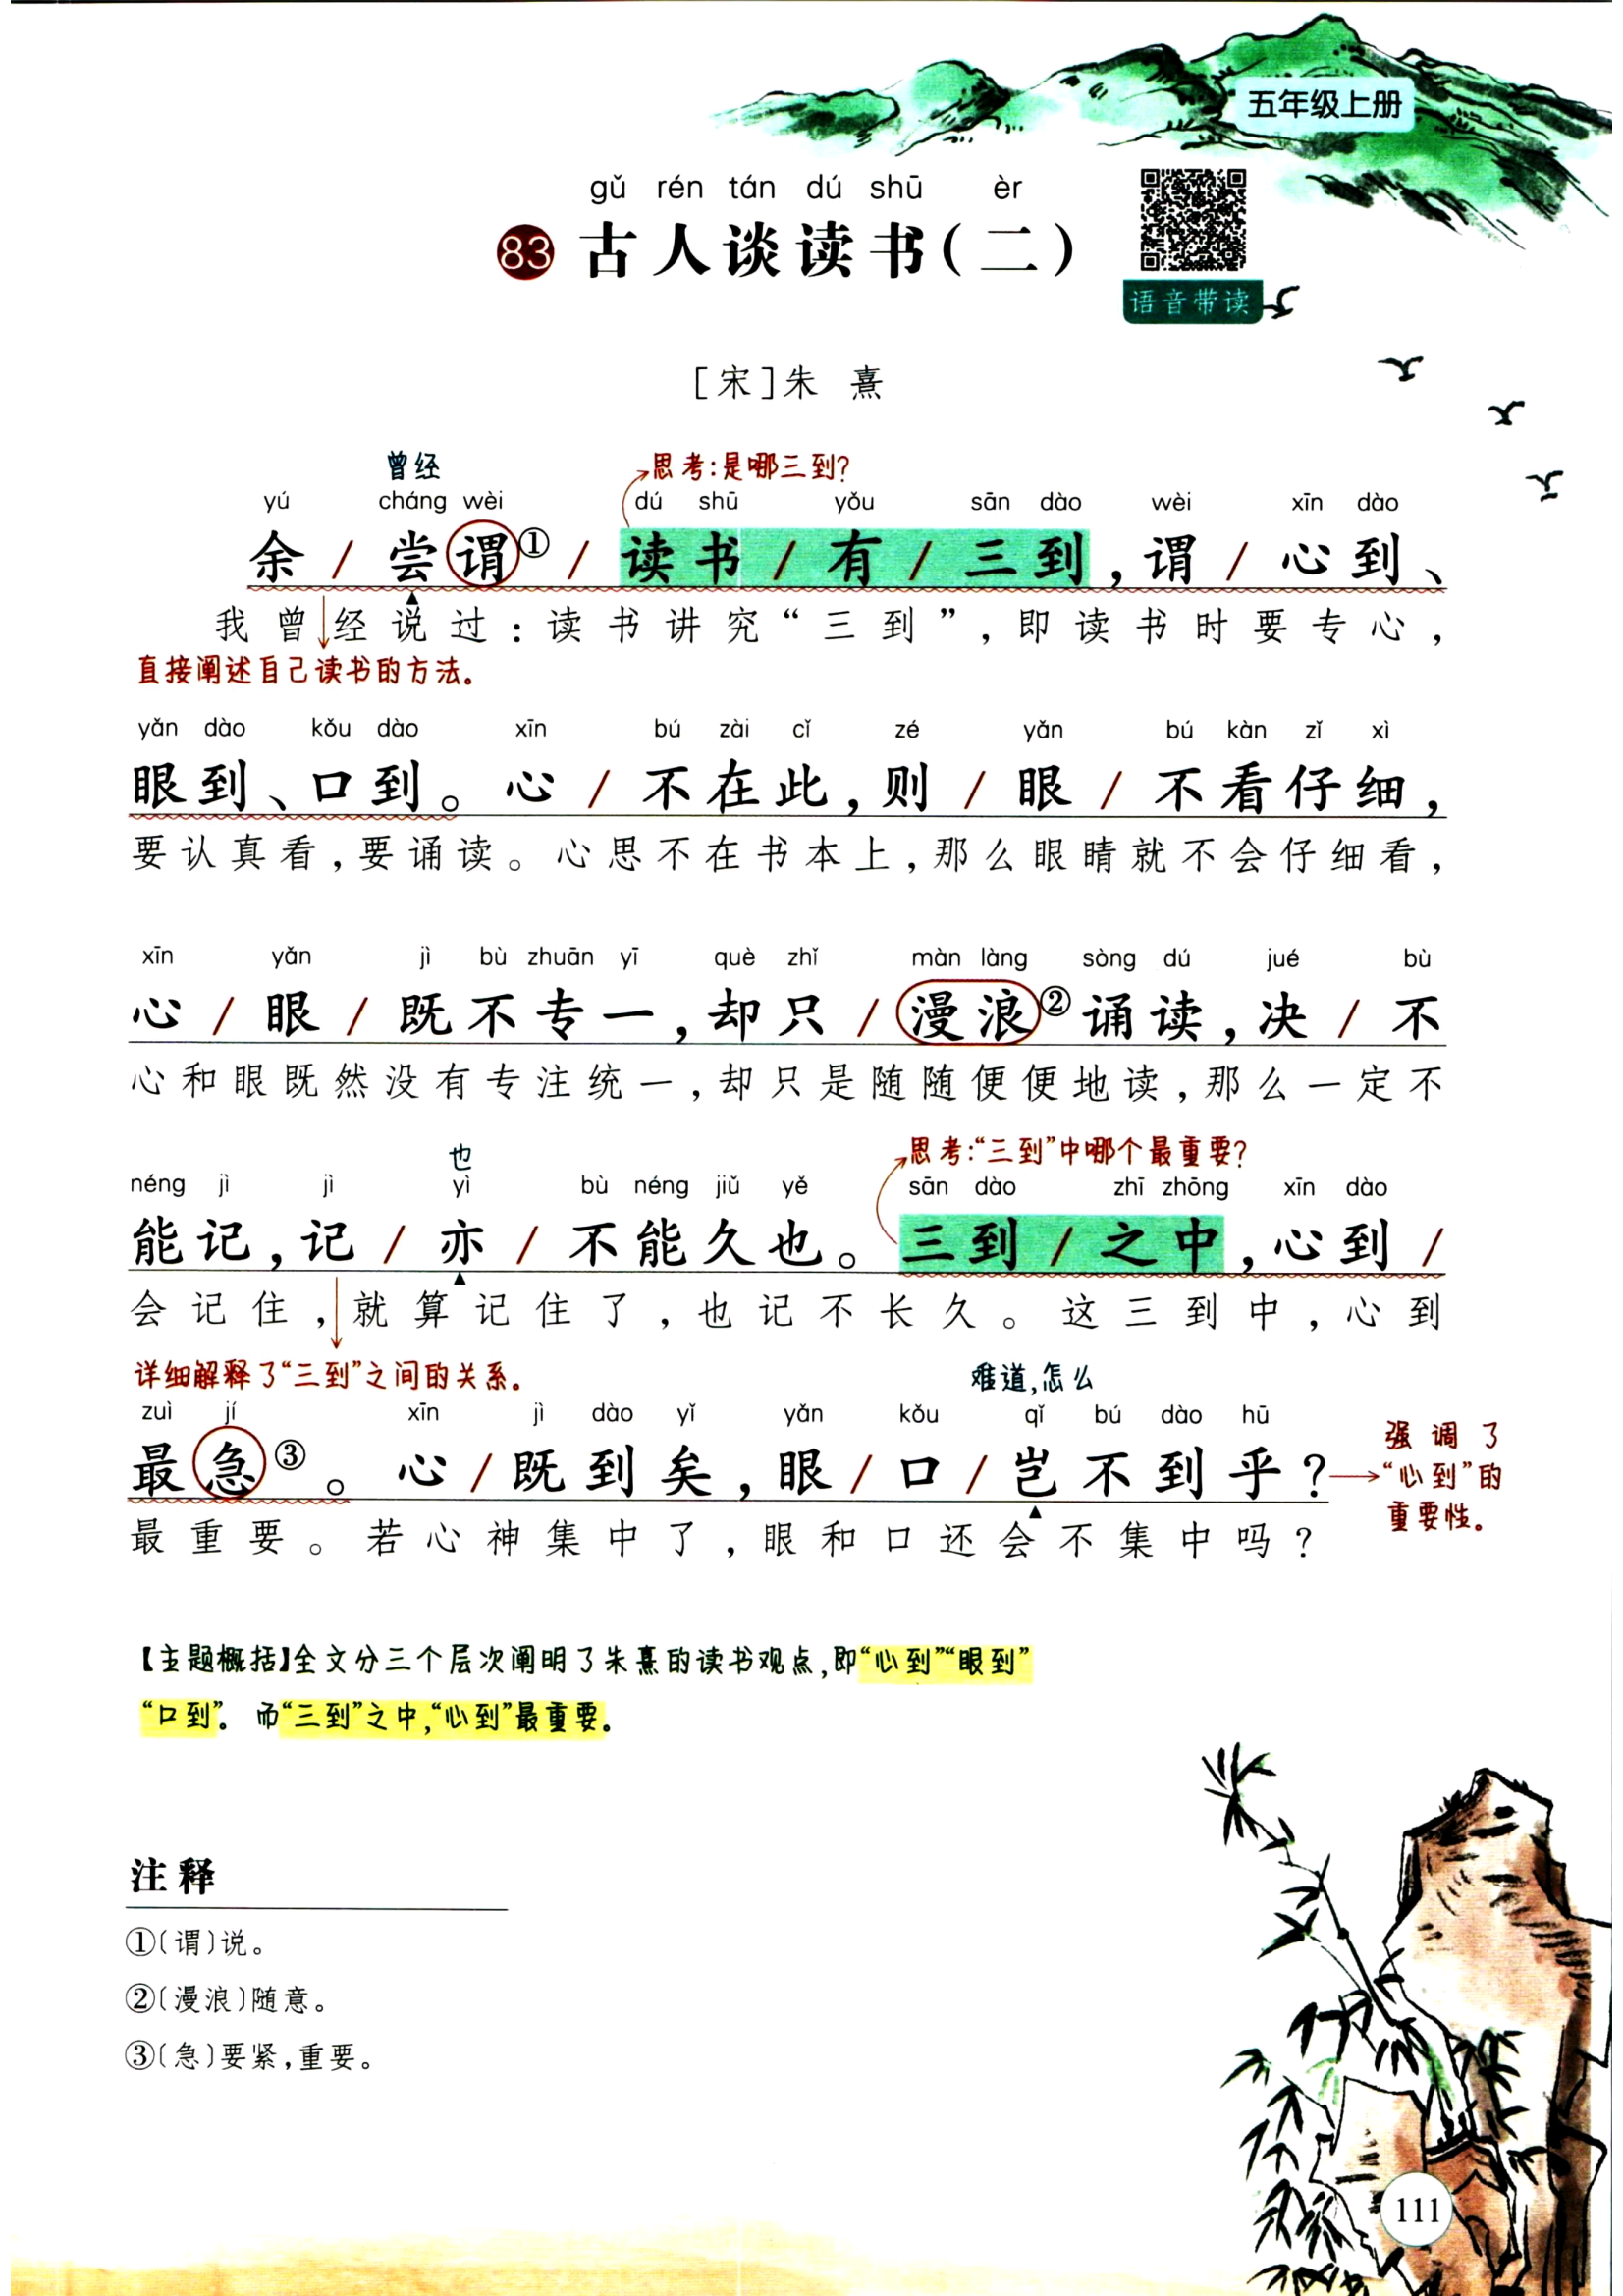 五年级上册
gǔ rén tán dú shū èr
83 古人谈读书(二)
语音带读
[宋]朱 熹
曾经 思考:是哪三到?
yú cháng wèi dú shū yǒu sān dào wèi xīn dào
余 / 尝谓① / 读书 / 有 / 三到,谓 / 心到、
我曾经说过:读书讲究“三到”,即读书时要专心,
直接阐述自己读书的方法。
yǎn dào kǒu dào xīn bú zài cǐ zé yǎn bú kàn zǐ xì
眼到、口到。心 / 不在此,则 / 眼 / 不看仔细,
要认真看,要诵读。心思不在书本上,那么眼睛就不会仔细看,
xīn yǎn jì bù zhuān yī què zhǐ màn làng sòng dú jué bù
心 / 眼 / 既不专一,却只 / 漫浪②诵读,决 / 不
心和眼既然没有专注统一,却只是随随便便地读,那么一定不
也 思考:“三到”中哪个最重要?
néng jì jì yì bù néng jiǔ yě sān dào zhī zhōng xīn dào
能记,记 / 亦 / 不能久也。三到 / 之中,心到 /
会记住,就算记住了,也记不长久。这三到中,心到
详细解释了“三到”之间的关系。 难道,怎么
zuì jí xīn jì dào yǐ yǎn kǒu qǐ bú dào hū
最急③。心 / 既到矣,眼 / 口 / 岂不到乎?
强调了“心到”的重要性。
最重要。若心神集中了,眼和口还会不集中吗?
【主题概括】全文分三个层次阐明了朱熹的读书观点,即“心到”“眼到”
“口到”。而“三到”之中,“心到”最重要。
注释
①〔谓〕说。
②〔漫浪〕随意。
③〔急〕要紧,重要。
111